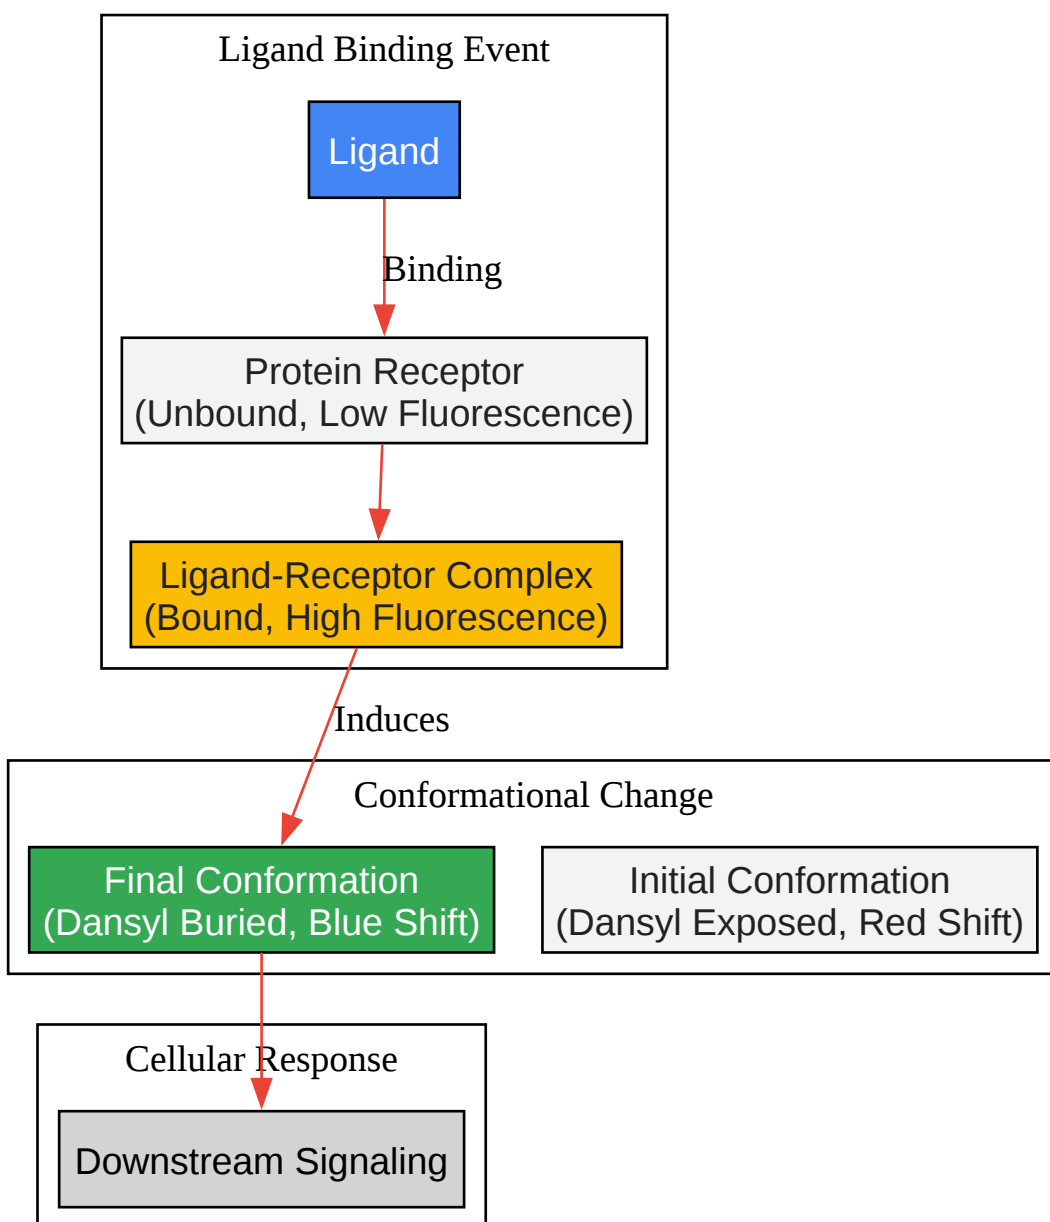 Ligand Binding Event
Ligand
Binding
Protein Receptor
(Unbound, Low Fluorescence)
Ligand-Receptor Complex
(Bound, High Fluorescence)
Induces
Conformational Change
Final Conformation
(Dansyl Buried, Blue Shift)
Initial Conformation
(Dansyl Exposed, Red Shift)
Cellular Response
Downstream Signaling